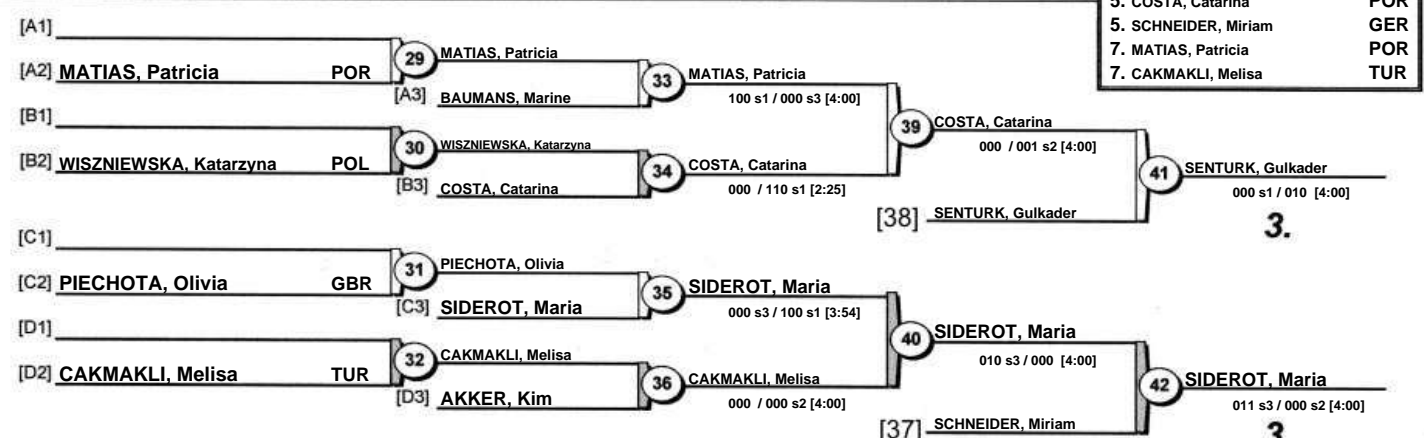 5. COSTA, Catarina POR
5. SCHNEIDER, Miriam GER
7. MATIAS, Patricia POR
7. CAKMAKLI, Melisa TUR
[A1]
[A2] MATIAS, Patricia POR
29
MATIAS, Patricia
[A3] BAUMANS, Marine
33
MATIAS, Patricia
100 s1 / 000 s3 [4:00]
[B1]
[B2] WISZNIEWSKA, Katarzyna POL
30
WISZNIEWSKA, Katarzyna
[B3] COSTA, Catarina
34
COSTA, Catarina
000 / 110 s1 [2:25]
39
COSTA, Catarina
000 / 001 s2 [4:00]
[38] SENTURK, Gulkader
41
SENTURK, Gulkader
000 s1 / 010 [4:00]
3.
[C1]
[C2] PIECHOTA, Olivia GBR
31
PIECHOTA, Olivia
[C3] SIDEROT, Maria
35
SIDEROT, Maria
000 s3 / 100 s1 [3:54]
[D1]
[D2] CAKMAKLI, Melisa TUR
32
CAKMAKLI, Melisa
[D3] AKKER, Kim
36
CAKMAKLI, Melisa
000 / 000 s2 [4:00]
40
SIDEROT, Maria
010 s3 / 000 [4:00]
[37] SCHNEIDER, Miriam
42
SIDEROT, Maria
011 s3 / 000 s2 [4:00]
3